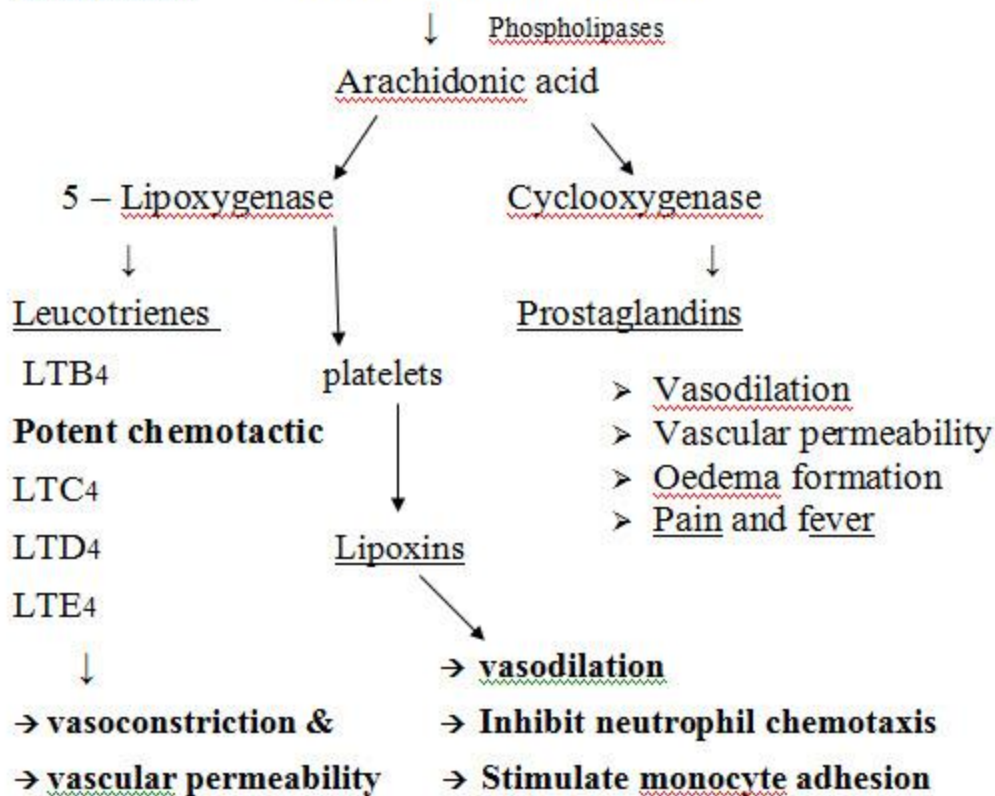 ↓ Phospholipases
Arachidonic acid
5 – Lipoxygenase Cyclooxygenase
↓ ↓
Leucotrienes Prostaglandins
LTB4 platelets
➢ Vasodilation
Potent chemotactic ➢ Vascular permeability
LTC4 ➢ Oedema formation
➢ Pain and fever
LTD4 Lipoxins
LTE4
↓ → vasodilation
→ vasoconstriction & → Inhibit neutrophil chemotaxis
→ vascular permeability → Stimulate monocyte adhesion